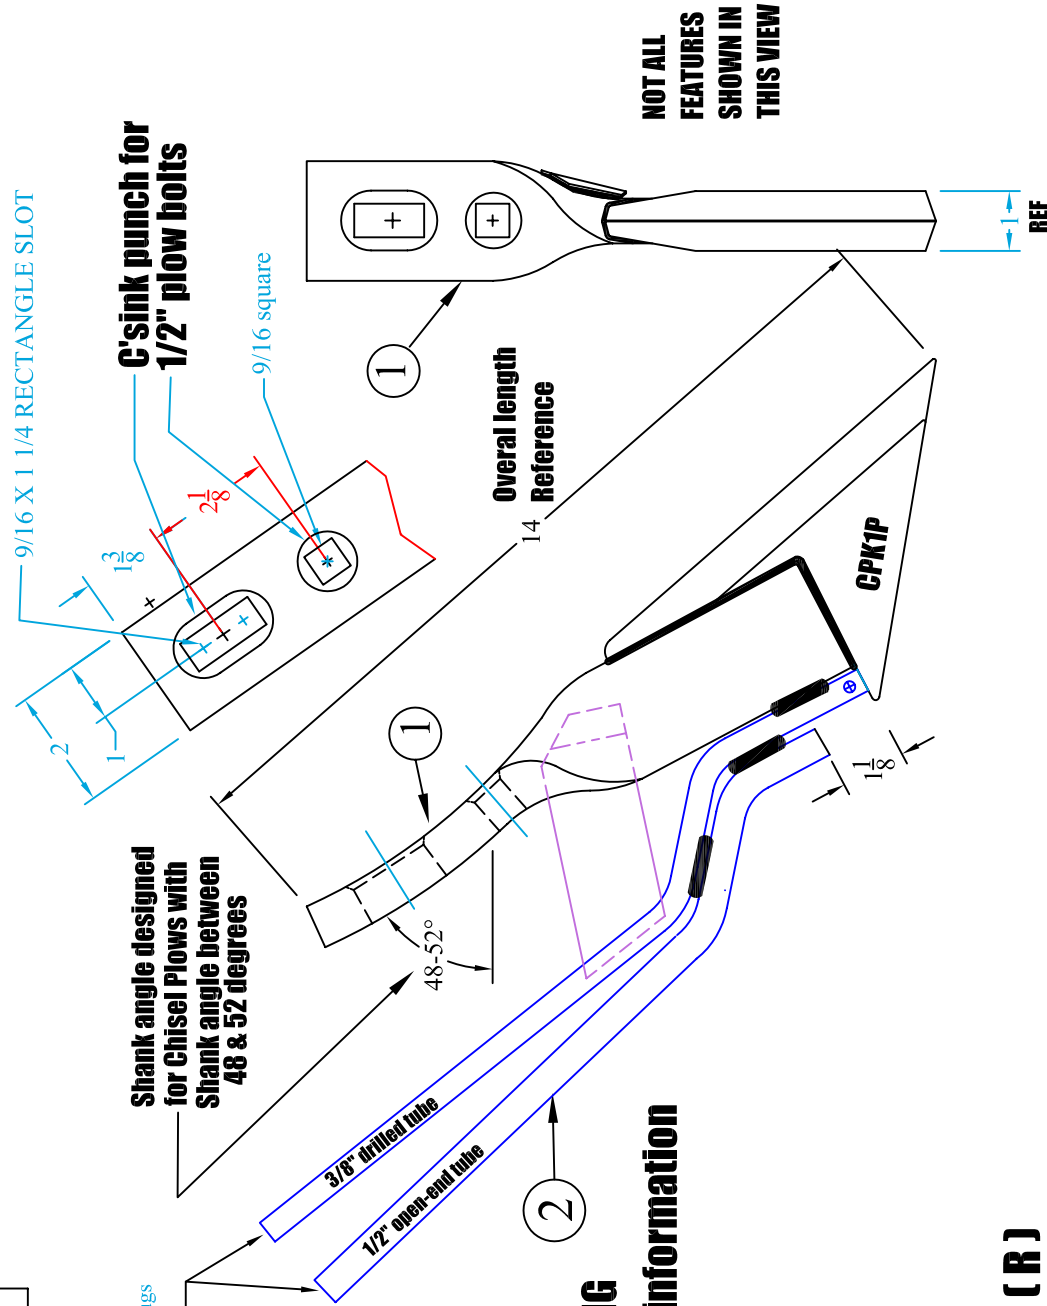 9/16 X 1 1/4 RECTANGLE SLOT
C'sink punch for
1/2" plow bolts
9/16 square
1 3/8
2 1/8
2
1
NOT ALL
FEATURES
SHOWN IN
THIS VIEW
1
REF
1
Overal length
Reference
14
CPK1P
1
1 1/8
48-52°
Shank angle designed
for Chisel Plows with
Shank angle between
48 & 52 degrees
3/8" drilled tube
1/2" open-end tube
2
ngs
NG
information
( R )